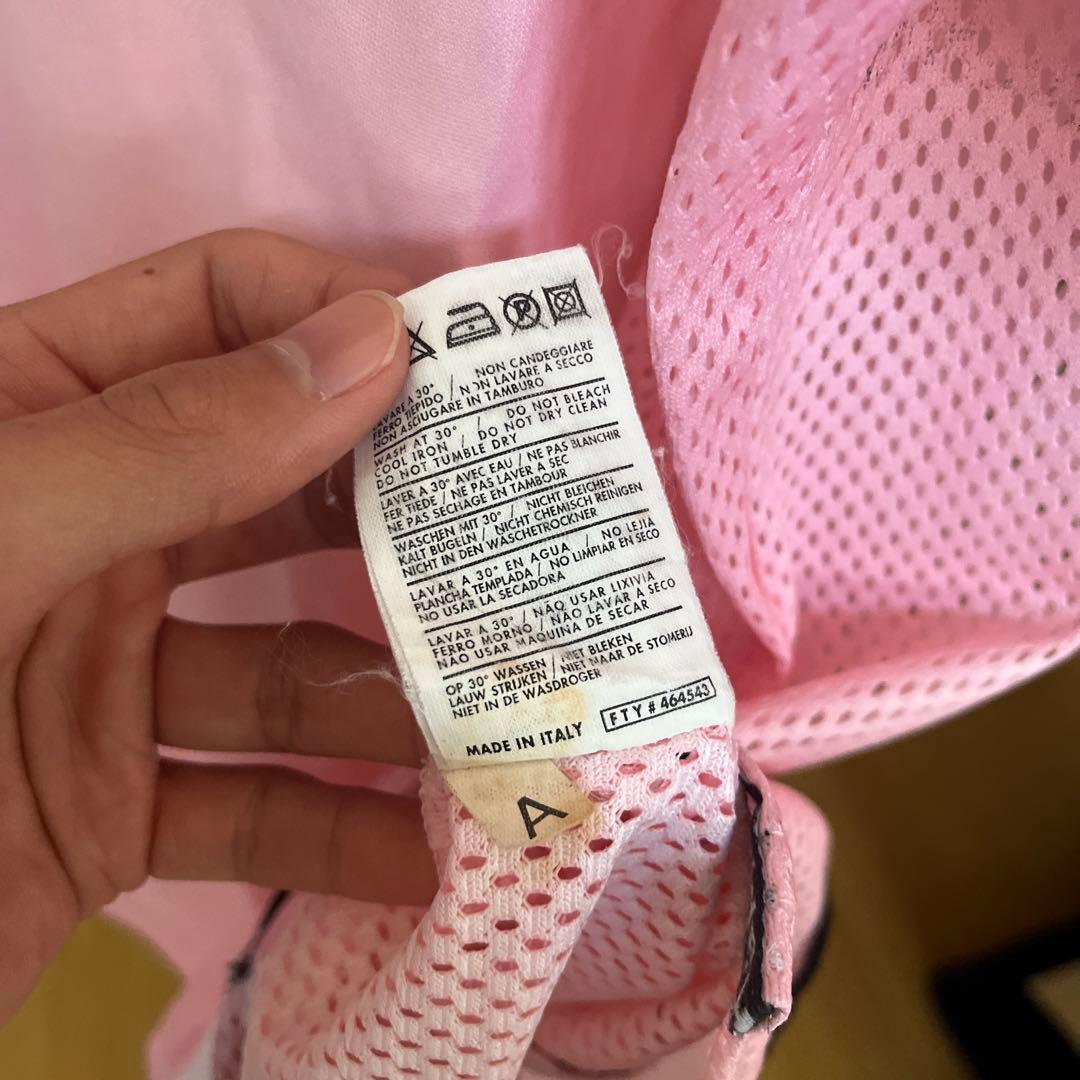 LAVARE A 30° / NON CANDEGGIARE
FERRO TIEPIDO / NON LAVARE A SECCO
NON ASCIUGARE IN TAMBURO
WASH AT 30° / DO NOT BLEACH
COOL IRON / DO NOT DRY CLEAN
DO NOT TUMBLE DRY
LAVER A 30° AVEC EAU / NE PAS BLANCHIR
FER TIEDE / NE PAS LAVER A SEC
NE PAS SECHAGE EN TAMBOUR
WASCHEN MIT 30° / NICHT BLEICHEN
KALT BUGELN / NICHT CHEMISCH REINIGEN
NICHT IN DEN WASCHETROCKNER
LAVAR A 30° EN AGUA / NO LEJIA
PLANCHA TEMPLADA / NO LIMPIAR EN SECO
NO USAR LA SECADORA
LAVAR A 30° / NÃO USAR LIXIVIA
FERRO MORNO / NÃO LAVAR A SECO
NÃO USAR MAQUINA DE SECAR
OP 30° WASSEN / NIET BLEKEN
LAUW STRIJKEN / NIET NAAR DE STOMERIJ
NIET IN DE WASDROGER
MADE IN ITALY FTY # 464543
A